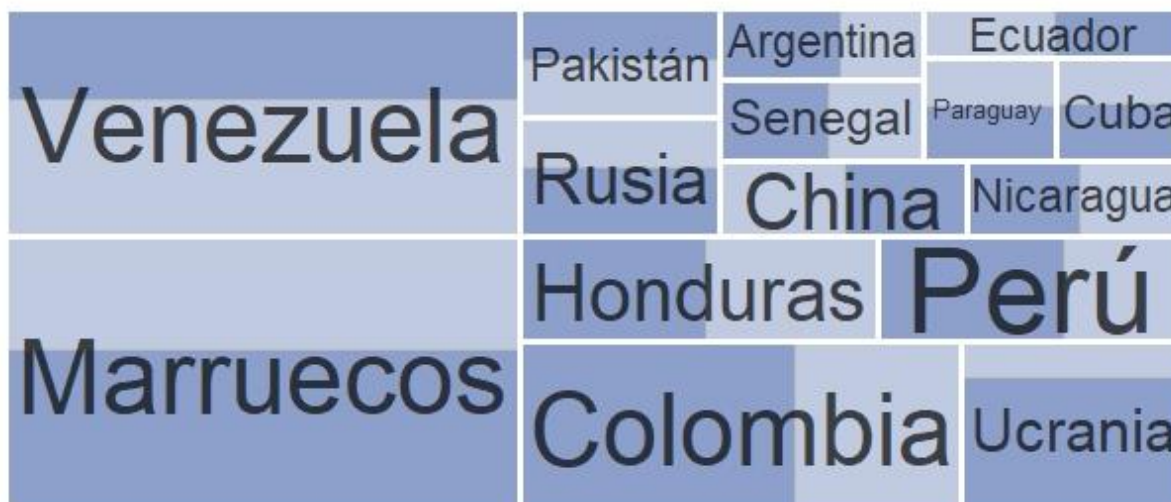 Venezuela
Marruecos
Pakistán
Rusia
Argentina
Senegal
Ecuador
Paraguay
Cuba
China
Nicaragua
Honduras
Perú
Colombia
Ucrania